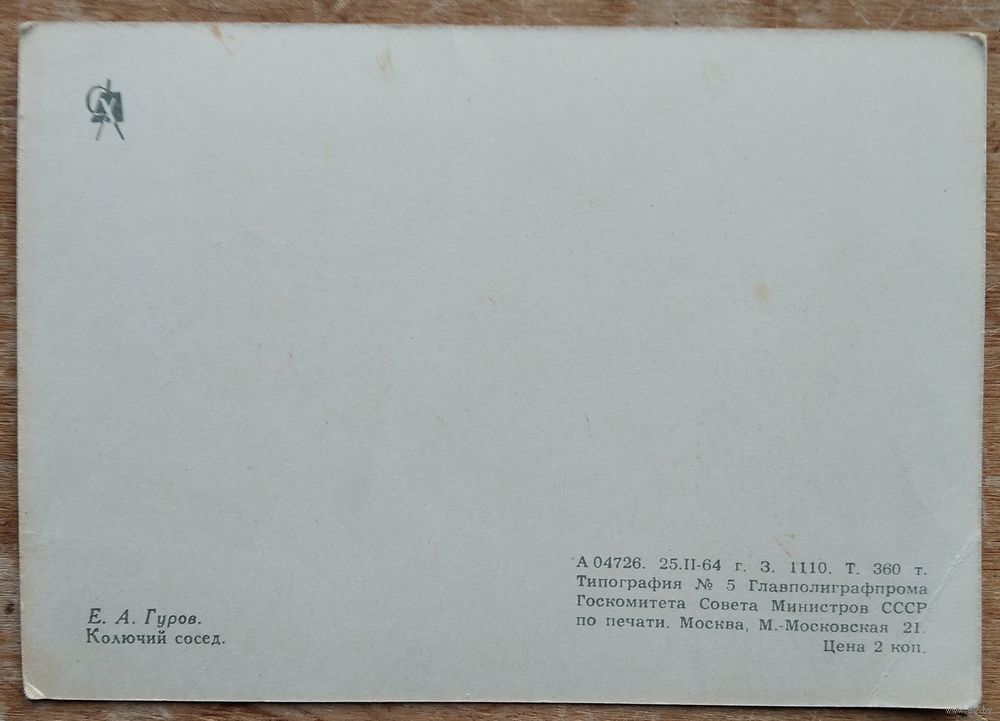 СХ
Е. А. Гуров.
Колючий сосед.
А 04726. 25.II-64 г. З. 1110. Т. 360 т.
Типография № 5 Главполиграфпрома
Госкомитета Совета Министров СССР
по печати. Москва, М.-Московская 21.
Цена 2 коп.